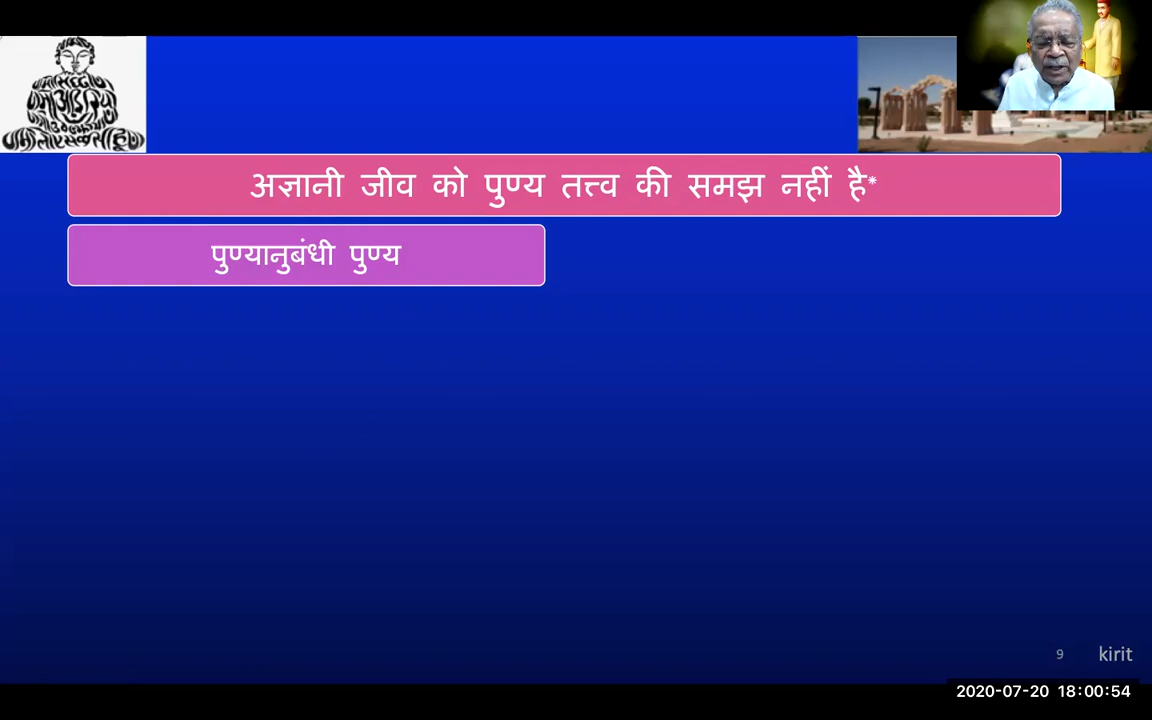 अज्ञानी जीव को पुण्य तत्त्व की समझ नहीं है*
पुण्यानुबंधी पुण्य
9 kirit
2020-07-20 18:00:54